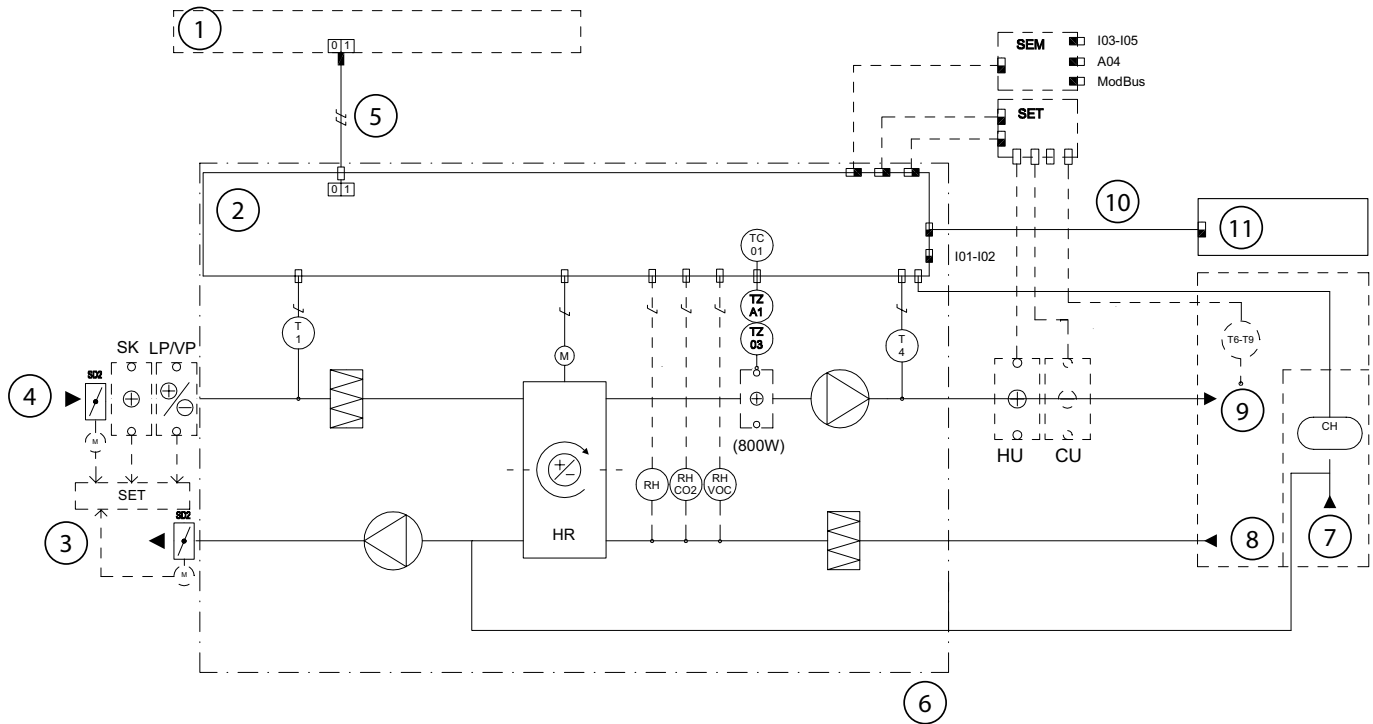 1
0 1
5
SEM
I03-I05
A04
ModBus
SET
2
0 1
10
11
TC
01
I01-I02
T
1
TZ
A1
TZ
03
T
4
T6-T9
SK
LP/VP
SD2
4
M
M
9
CH
(800W)
HU
CU
SET
RH
RH
CO2
RH
VOC
SD2
3
HR
8
7
M
6